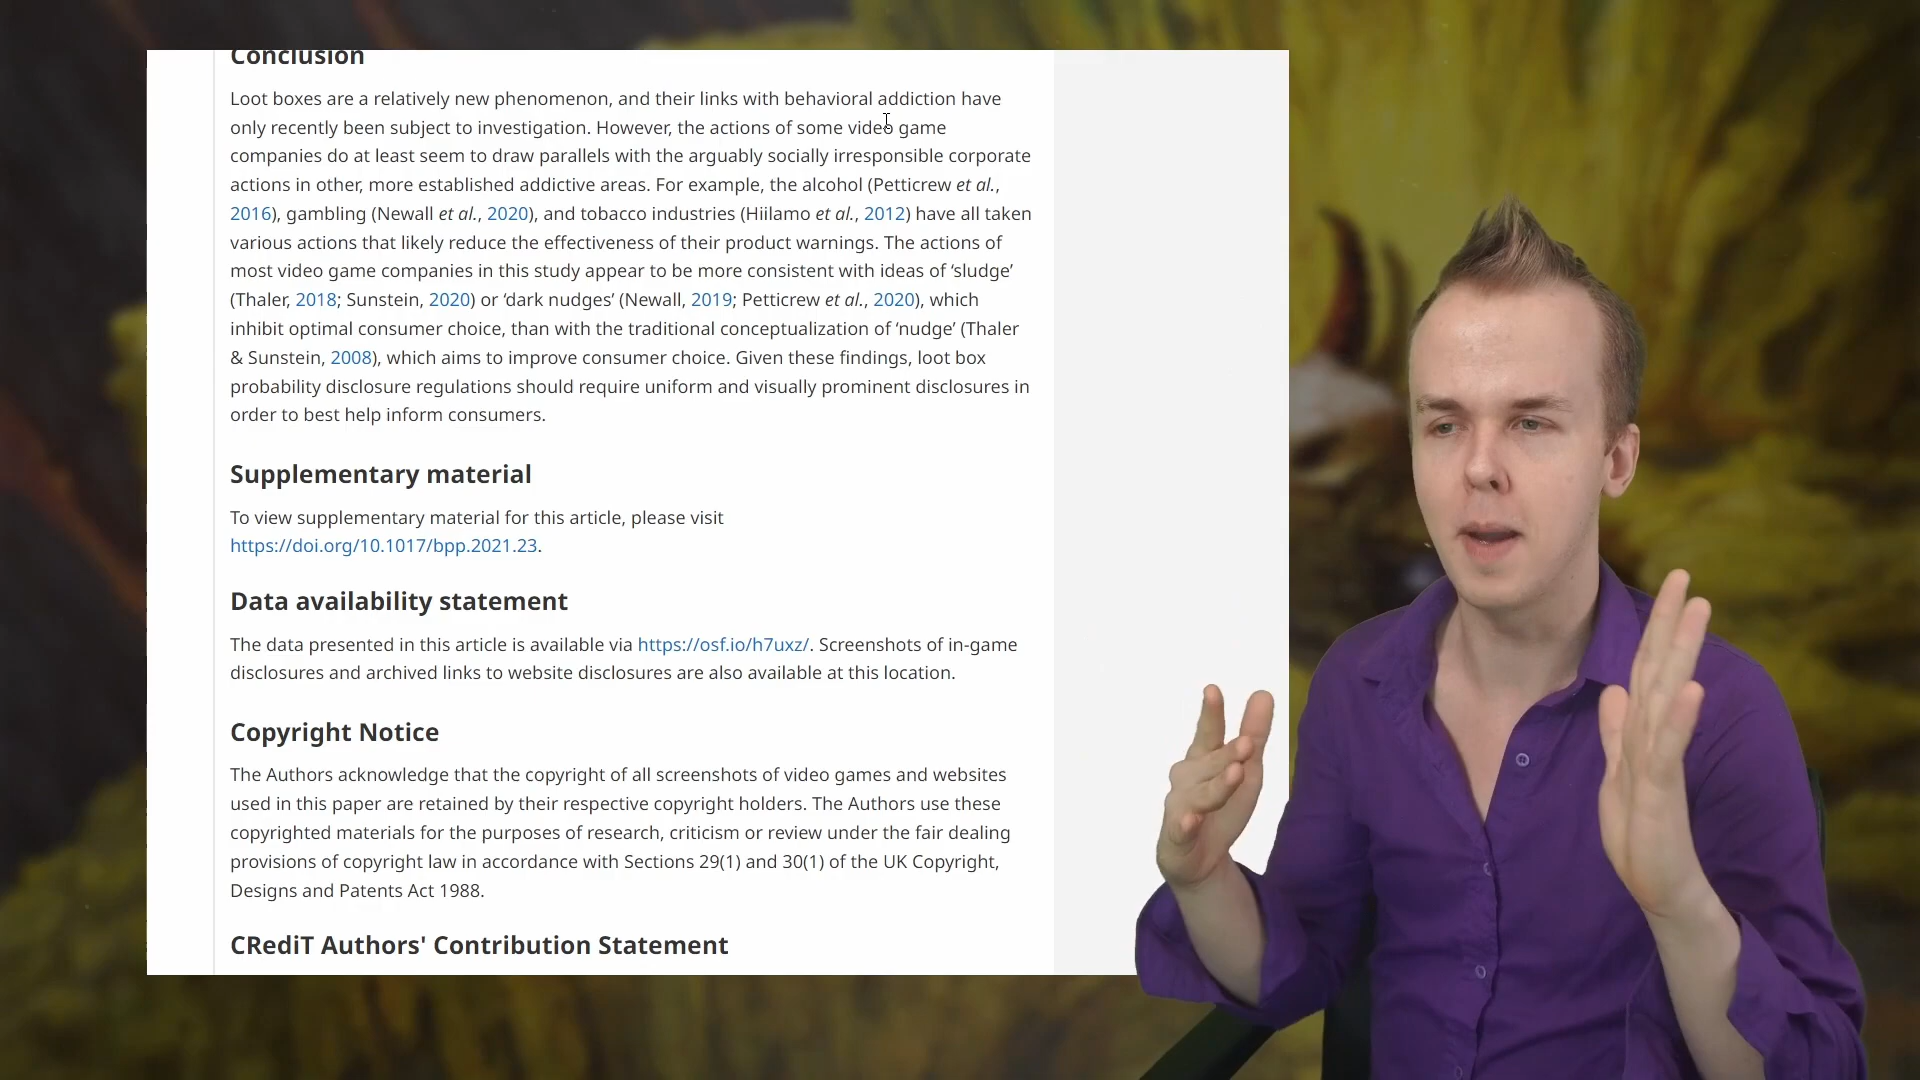 Conclusion
Loot boxes are a relatively new phenomenon, and their links with behavioral addiction have
only recently been subject to investigation. However, the actions of some video game
companies do at least seem to draw parallels with the arguably socially irresponsible corporate
actions in other, more established addictive areas. For example, the alcohol (Petticrew et al.,
2016), gambling (Newall et al., 2020), and tobacco industries (Hiilamo et al., 2012) have all taken
various actions that likely reduce the effectiveness of their product warnings. The actions of
most video game companies in this study appear to be more consistent with ideas of ‘sludge’
(Thaler, 2018; Sunstein, 2020) or ‘dark nudges’ (Newall, 2019; Petticrew et al., 2020), which
inhibit optimal consumer choice, than with the traditional conceptualization of ‘nudge’ (Thaler
& Sunstein, 2008), which aims to improve consumer choice. Given these findings, loot box
probability disclosure regulations should require uniform and visually prominent disclosures in
order to best help inform consumers.
Supplementary material
To view supplementary material for this article, please visit
https://doi.org/10.1017/bpp.2021.23.
Data availability statement
The data presented in this article is available via https://osf.io/h7uxz/. Screenshots of in-game
disclosures and archived links to website disclosures are also available at this location.
Copyright Notice
The Authors acknowledge that the copyright of all screenshots of video games and websites
used in this paper are retained by their respective copyright holders. The Authors use these
copyrighted materials for the purposes of research, criticism or review under the fair dealing
provisions of copyright law in accordance with Sections 29(1) and 30(1) of the UK Copyright,
Designs and Patents Act 1988.
CRediT Authors' Contribution Statement